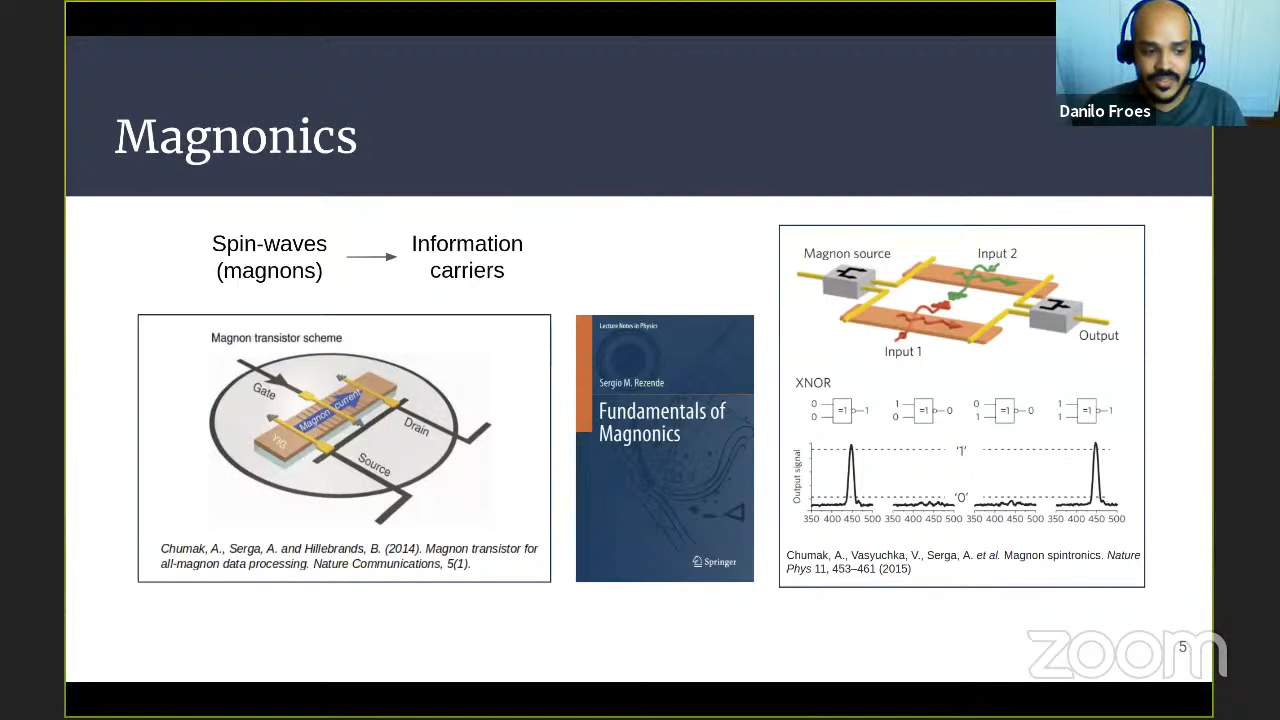 Danilo Froes
Magnonics
Spin-waves
(magnons)
Information
carriers
Magnon transistor scheme
Gate
Magnon current
YIG
Drain
Source
Chumak, A., Serga, A. and Hillebrands, B. (2014). Magnon transistor for
all-magnon data processing. Nature Communications, 5(1).
Lecture Notes in Physics
Sergio M. Rezende
Fundamentals of
Magnonics
Springer
Magnon source
Input 2
Input 1
Output
XNOR
0 0 =1 1
1 0 =1 0
0 1 =1 0
1 1 =1 1
Output signal
'1'
'0'
350 400 450 500 350 400 450 500 350 400 450 500 350 400 450 500
Chumak, A., Vasyuchka, V., Serga, A. et al. Magnon spintronics. Nature
Phys 11, 453–461 (2015)
5
zoom